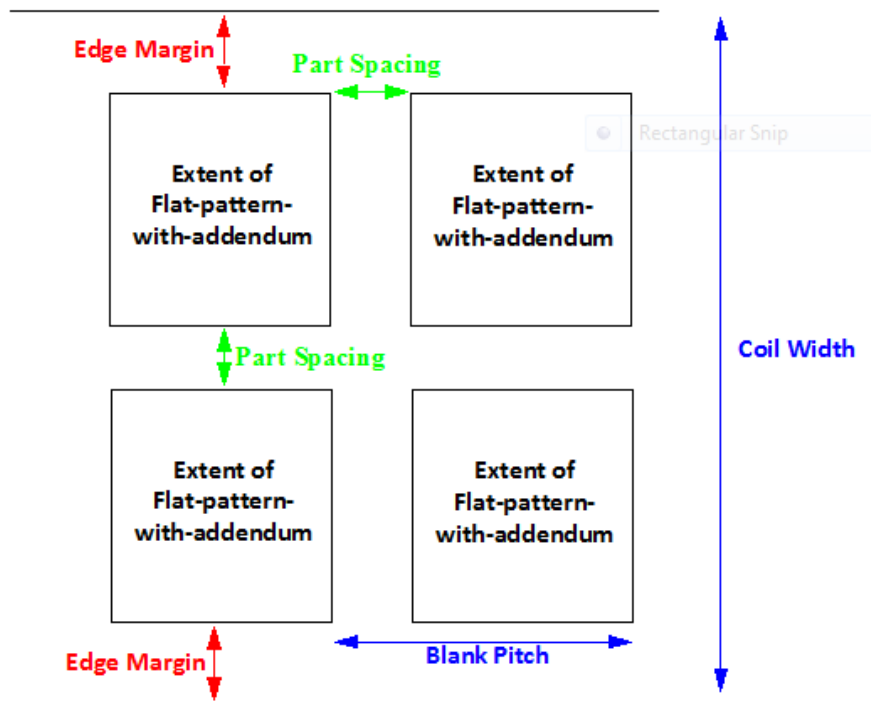 Edge Margin
Part Spacing
Rectangular Snip
Extent of
Flat-pattern-
with-addendum
Extent of
Flat-pattern-
with-addendum
Part Spacing
Coil Width
Extent of
Flat-pattern-
with-addendum
Extent of
Flat-pattern-
with-addendum
Edge Margin
Blank Pitch